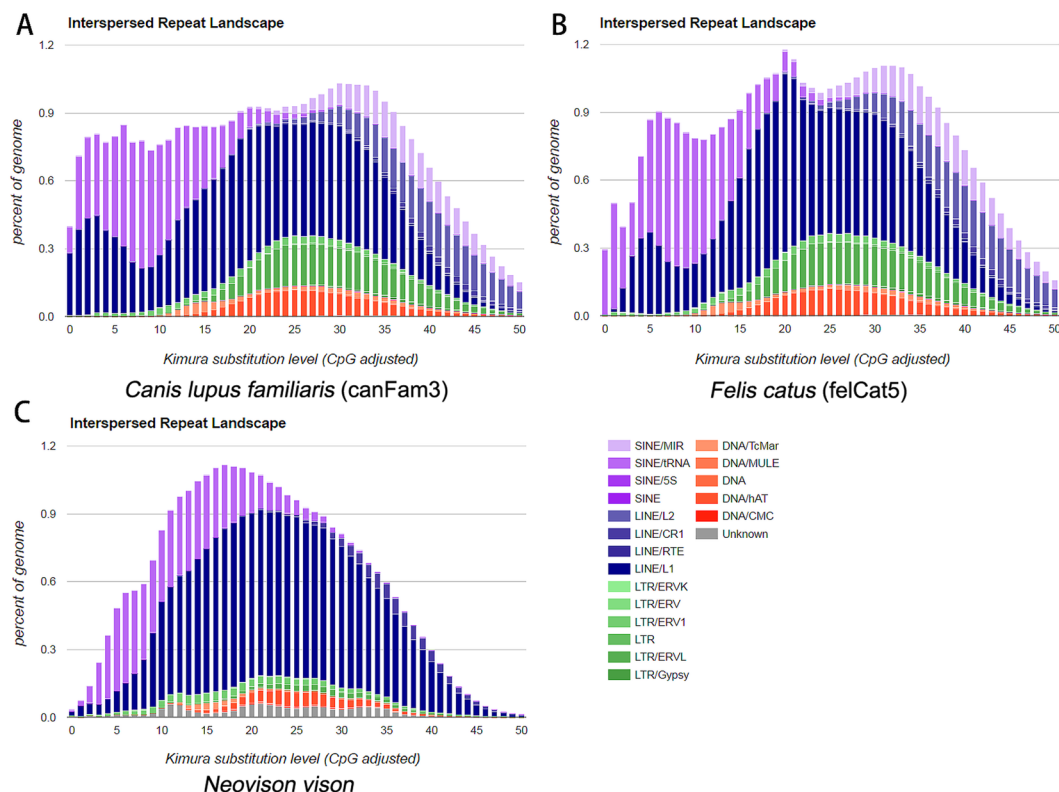 A
Interspersed Repeat Landscape
1.2
0.9
0.6
0.3
0.0
percent of genome
0 5 10 15 20 25 30 35 40 45 50
Kimura substitution level (CpG adjusted)
Canis lupus familiaris (canFam3)
B
Interspersed Repeat Landscape
1.2
0.9
0.6
0.3
0.0
percent of genome
0 5 10 15 20 25 30 35 40 45 50
Kimura substitution level (CpG adjusted)
Felis catus (felCat5)
C
Interspersed Repeat Landscape
1.2
0.9
0.6
0.3
0.0
percent of genome
0 5 10 15 20 25 30 35 40 45 50
Kimura substitution level (CpG adjusted)
Neovison vison
SINE/MIR
SINE/tRNA
SINE/5S
SINE
LINE/L2
LINE/CR1
LINE/RTE
LINE/L1
LTR/ERVK
LTR/ERV
LTR/ERV1
LTR
LTR/ERVL
LTR/Gypsy
DNA/TcMar
DNA/MULE
DNA
DNA/hAT
DNA/CMC
Unknown